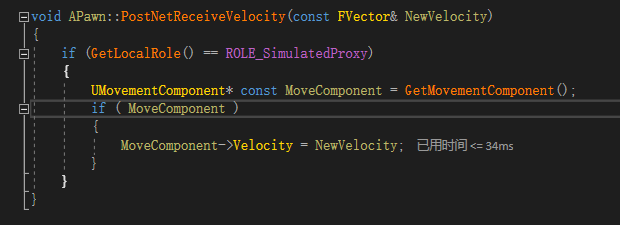 void APawn::PostNetReceiveVelocity(const FVector& NewVelocity)
{
if (GetLocalRole() == ROLE_SimulatedProxy)
{
UMovementComponent* const MoveComponent = GetMovementComponent();
if ( MoveComponent )
{
MoveComponent->Velocity = NewVelocity; 已用时间 <= 34ms
}
}
}